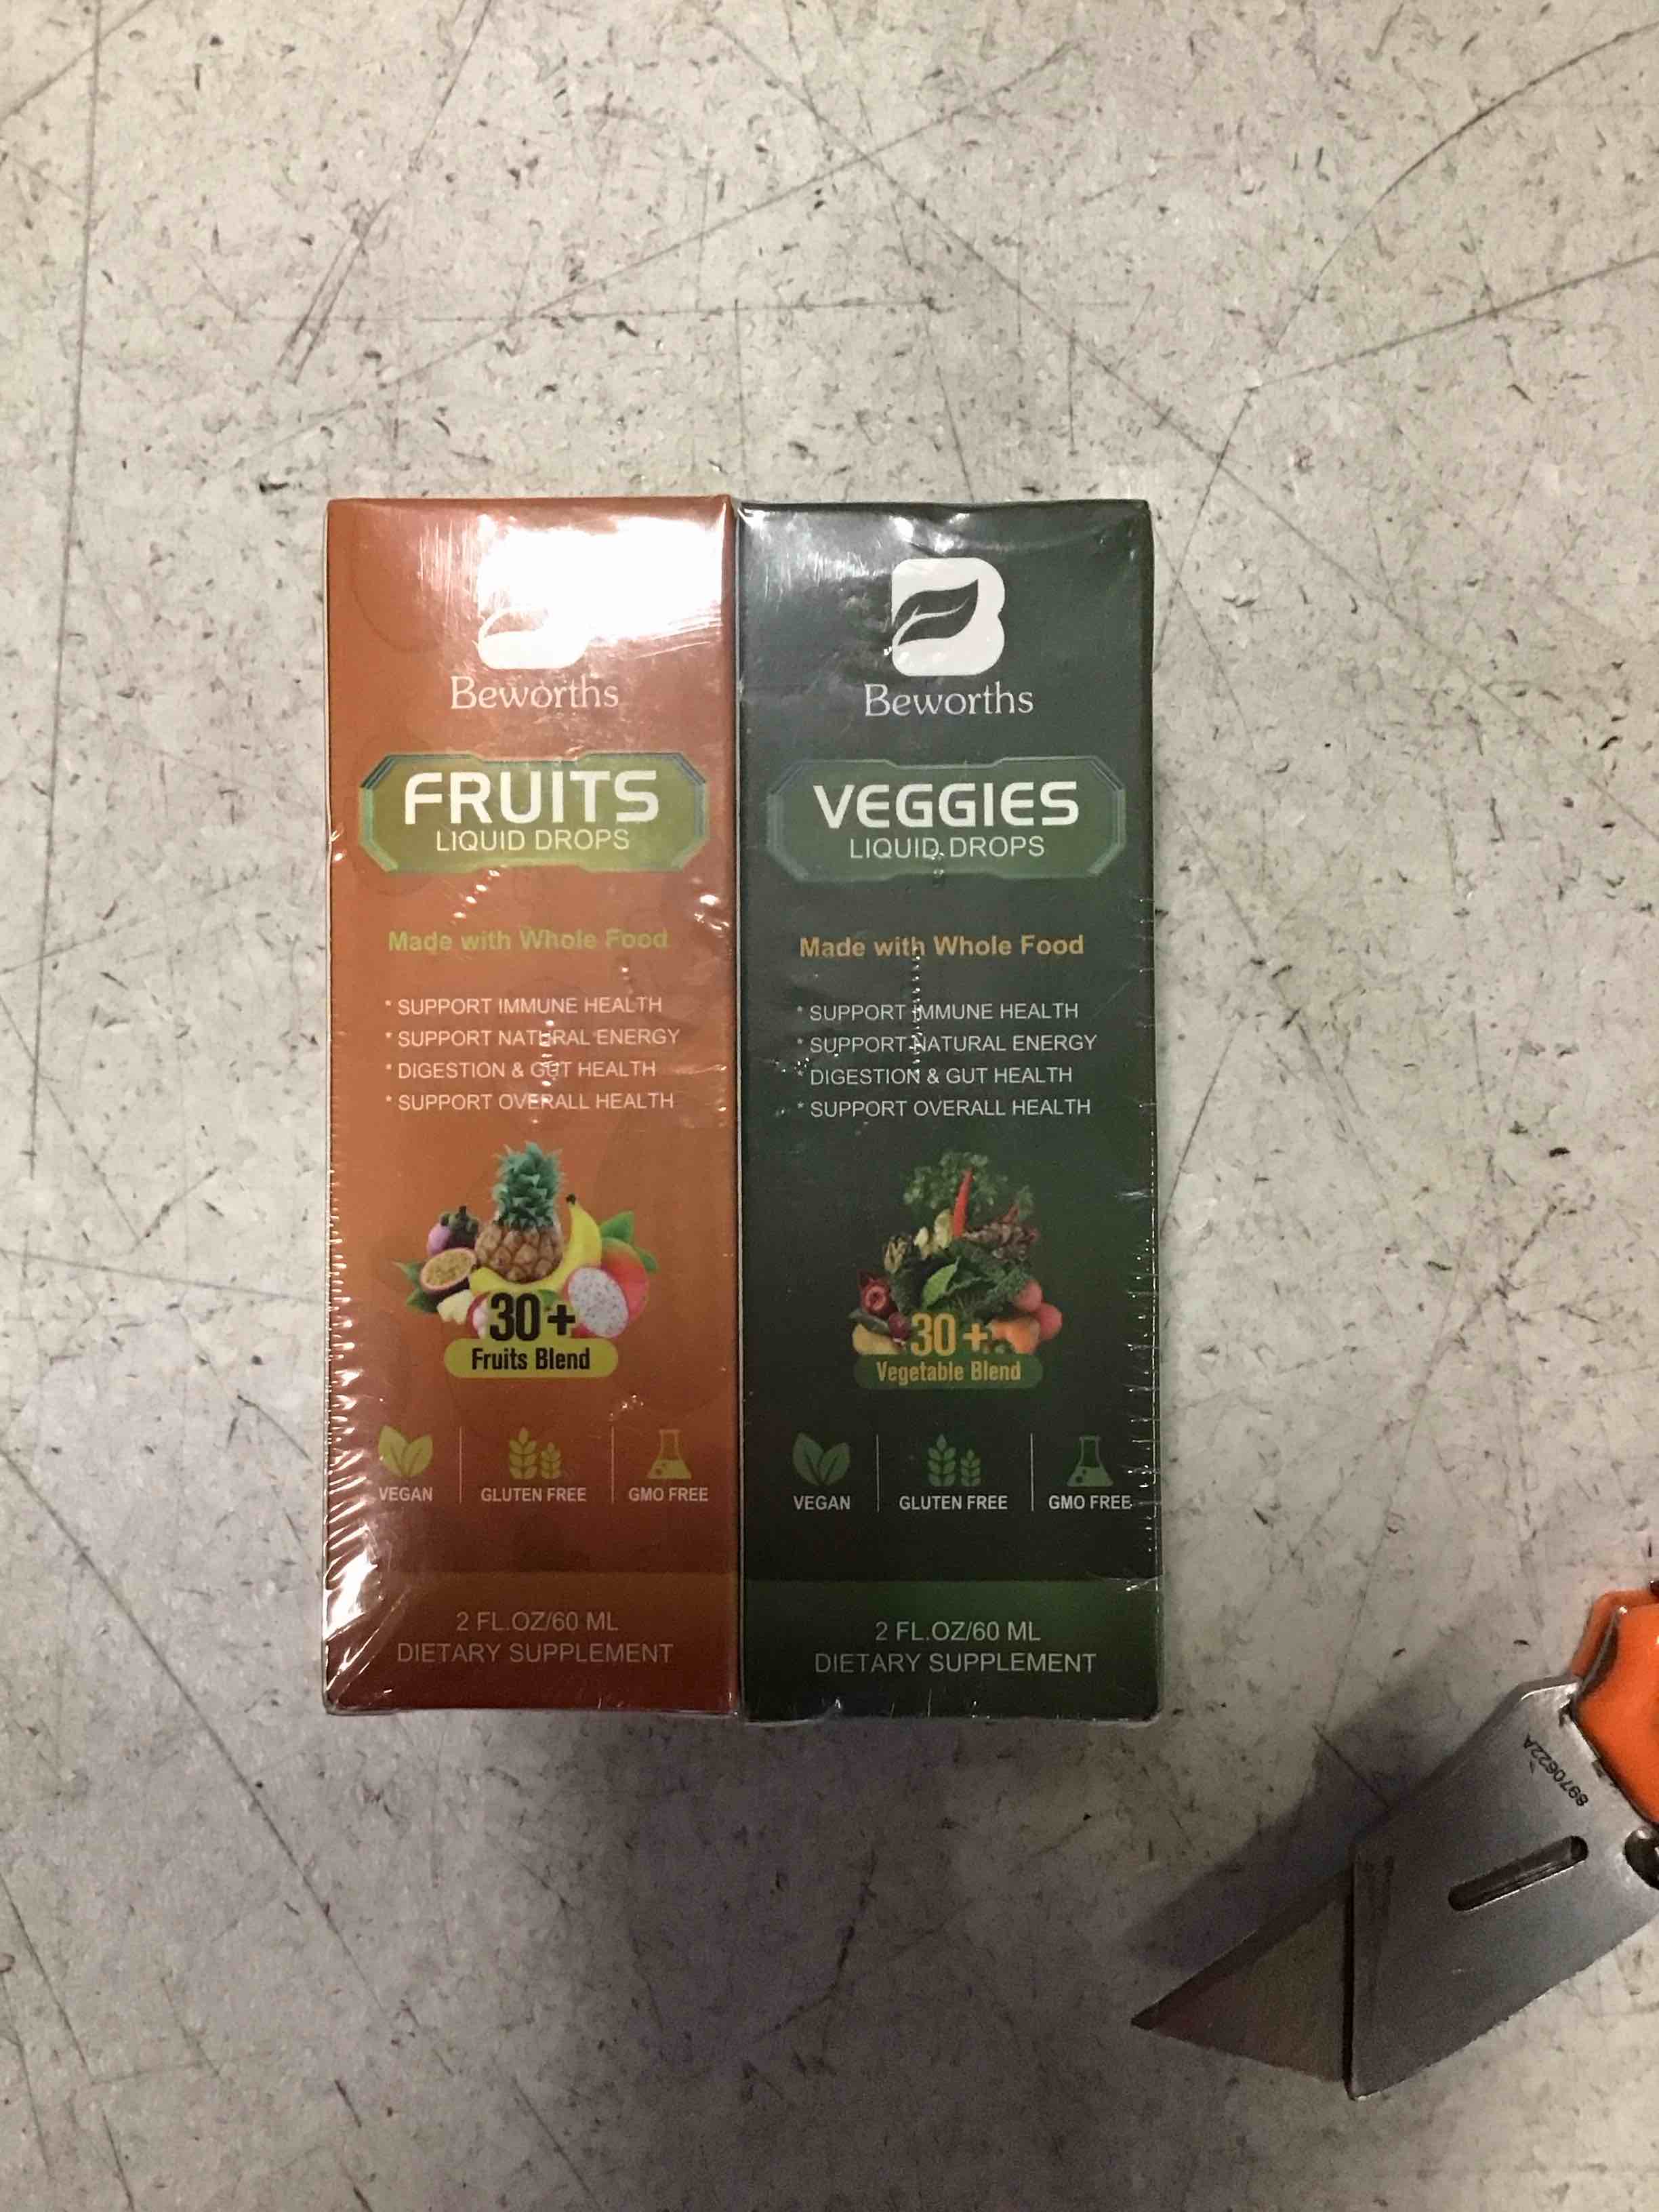 Beworths
FRUITS
LIQUID DROPS
Made with Whole Food
* SUPPORT IMMUNE HEALTH
* SUPPORT NATURAL ENERGY
* DIGESTION & GUT HEALTH
* SUPPORT OVERALL HEALTH
30+
Fruits Blend
VEGAN
GLUTEN FREE
GMO FREE
2 FL.OZ/60 ML
DIETARY SUPPLEMENT
Beworths
VEGGIES
LIQUID DROPS
Made with Whole Food
* SUPPORT IMMUNE HEALTH
* SUPPORT NATURAL ENERGY
* DIGESTION & GUT HEALTH
* SUPPORT OVERALL HEALTH
30+
Vegetable Blend
VEGAN
GLUTEN FREE
GMO FREE
2 FL.OZ/60 ML
DIETARY SUPPLEMENT
8970622A